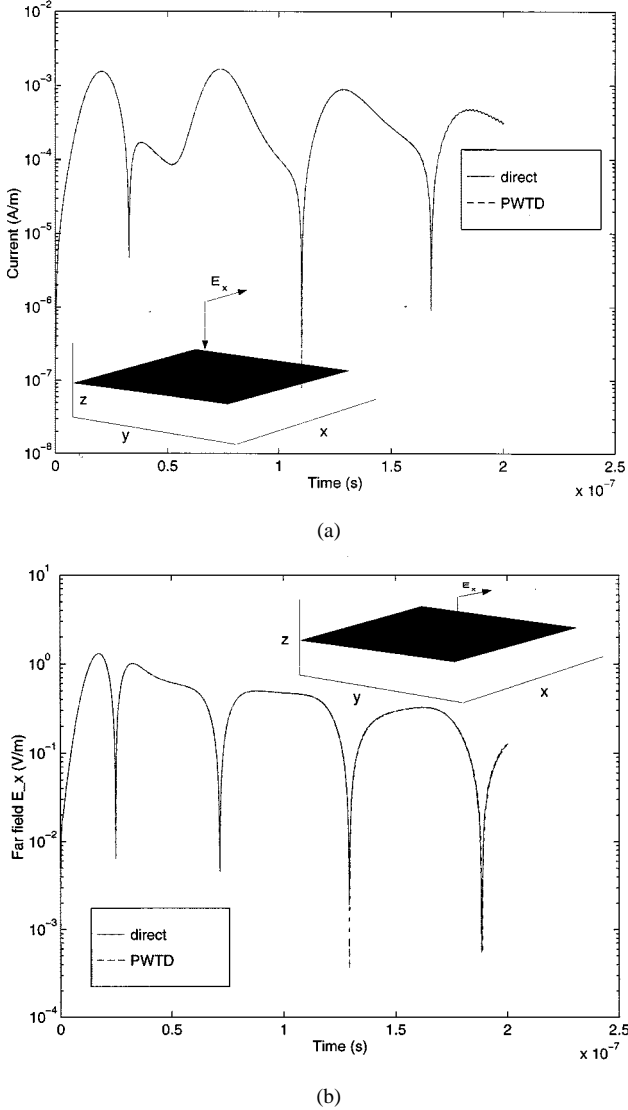 10^-2
10^-3
10^-4
10^-5
10^-6
10^-7
10^-8
Current (A/m)
direct
PWTD
E_x
z
y
x
0 0.5 1 1.5 2 2.5
Time (s)
x 10^-7
(a)
10^1
10^0
10^-1
10^-2
10^-3
10^-4
Far field E_x (V/m)
E_x
z
y
x
direct
PWTD
0 0.5 1 1.5 2 2.5
Time (s)
x 10^-7
(b)